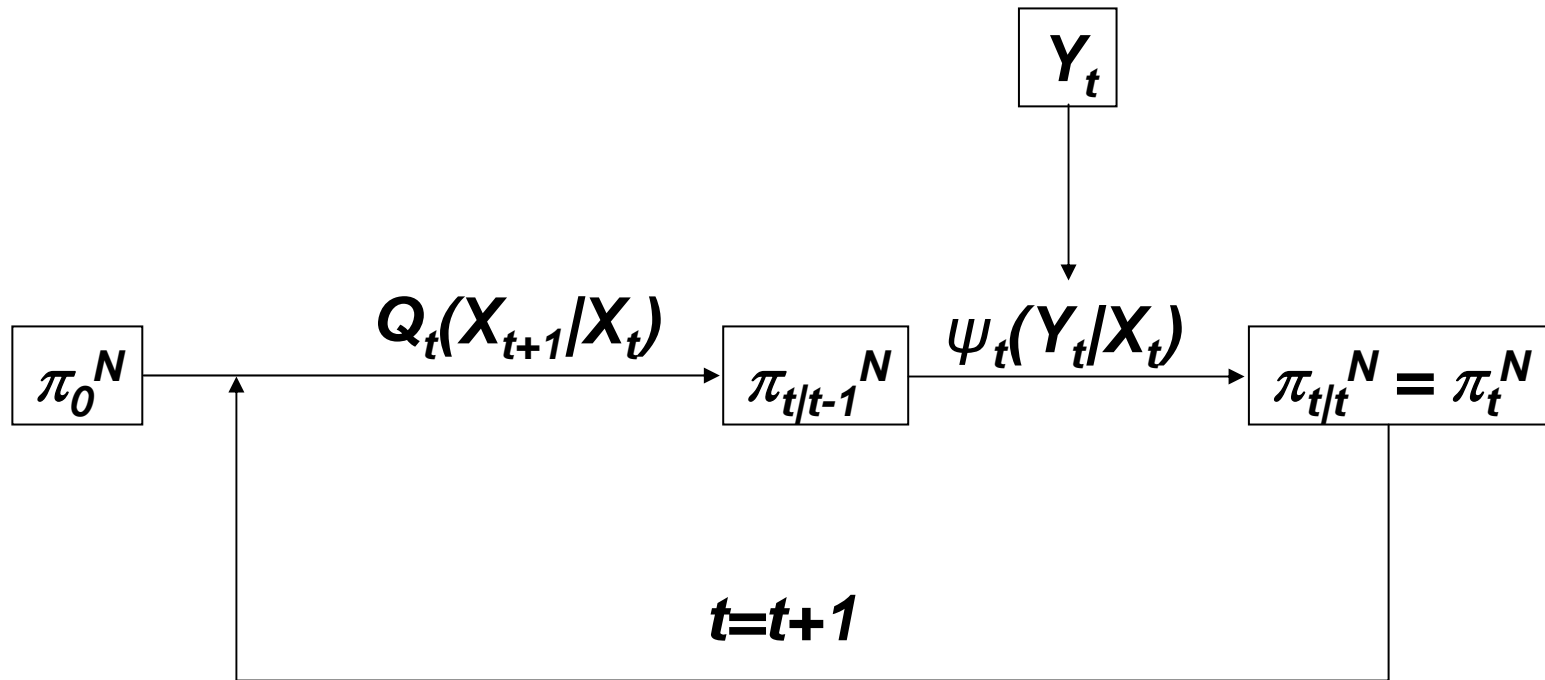 Y_t
Q_t(X_{t+1}|X_t)
ψ_t(Y_t|X_t)
π_0^N
π_{t|t-1}^N
π_{t|t}^N = π_t^N
t=t+1